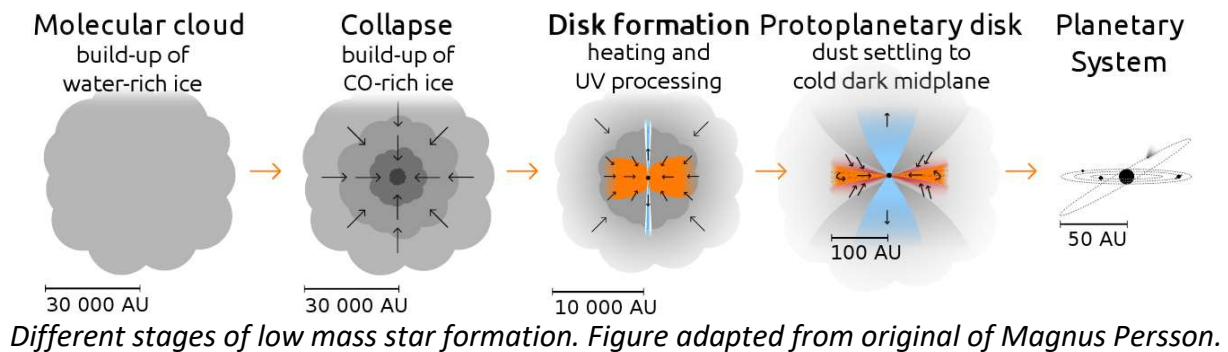 Molecular cloud
build-up of
water-rich ice
30 000 AU
Collapse
build-up of
CO-rich ice
30 000 AU
Disk formation
heating and
UV processing
10 000 AU
Protoplanetary disk
dust settling to
cold dark midplane
100 AU
Planetary
System
50 AU
Different stages of low mass star formation. Figure adapted from original of Magnus Persson.